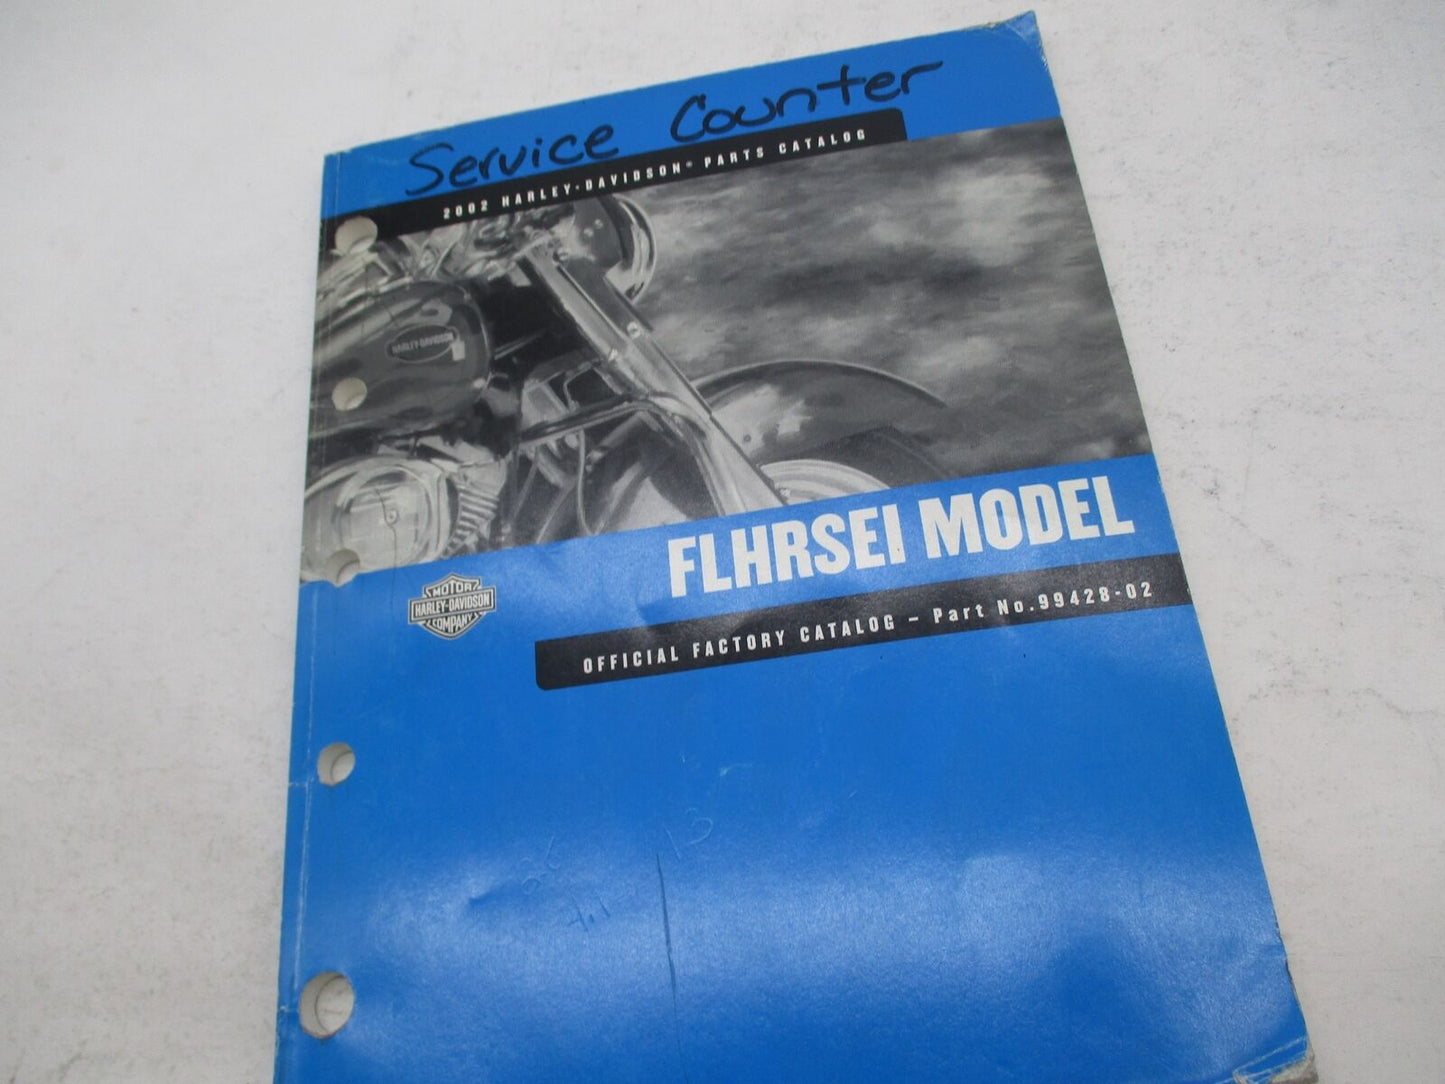 Service Counter
2002 HARLEY-DAVIDSON® PARTS CATALOG
HARLEY-DAVIDSON
FLHRSEI MODEL
MOTOR
HARLEY-DAVIDSON
COMPANY
OFFICIAL FACTORY CATALOG – Part No.99428-02
13